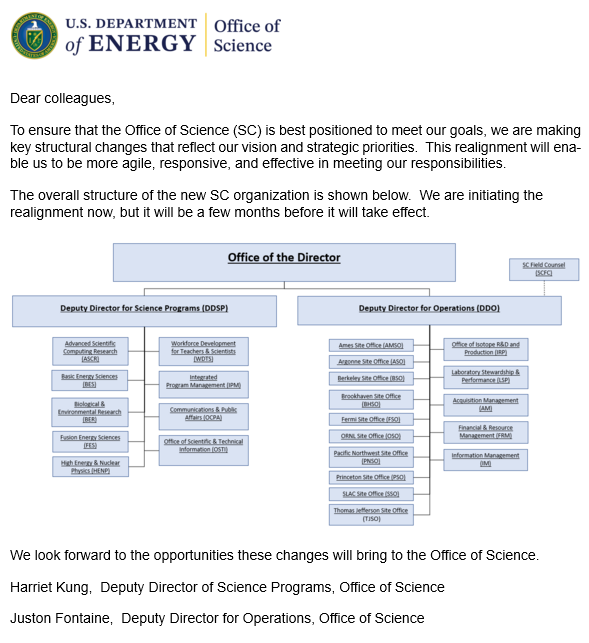 U.S. DEPARTMENT
of ENERGY
Office of
Science
Dear colleagues,
To ensure that the Office of Science (SC) is best positioned to meet our goals, we are making
key structural changes that reflect our vision and strategic priorities.  This realignment will ena-
ble us to be more agile, responsive, and effective in meeting our responsibilities.
The overall structure of the new SC organization is shown below.  We are initiating the
realignment now, but it will be a few months before it will take effect.
Office of the Director
SC Field Counsel
(SCFC)
Deputy Director for Science Programs (DDSP)
Advanced Scientific
Computing Research
(ASCR)
Basic Energy Sciences
(BES)
Biological &
Environmental Research
(BER)
Fusion Energy Sciences
(FES)
High Energy & Nuclear
Physics (HENP)
Workforce Development
for Teachers & Scientists
(WDTS)
Integrated
Program Management (IPM)
Communications & Public
Affairs (OCPA)
Office of Scientific & Technical
Information (OSTI)
Deputy Director for Operations (DDO)
Ames Site Office (AMSO)
Argonne Site Office (ASO)
Berkeley Site Office (BSO)
Brookhaven Site Office
(BHSO)
Fermi Site Office (FSO)
ORNL Site Office (OSO)
Pacific Northwest Site Office
(PNSO)
Princeton Site Office (PSO)
SLAC Site Office (SSO)
Thomas Jefferson Site Office
(TJSO)
Office of Isotope R&D and
Production (IRP)
Laboratory Stewardship &
Performance (LSP)
Acquisition Management
(AM)
Financial & Resource
Management (FRM)
Information Management
(IM)
We look forward to the opportunities these changes will bring to the Office of Science.
Harriet Kung,  Deputy Director of Science Programs, Office of Science
Juston Fontaine,  Deputy Director for Operations, Office of Science